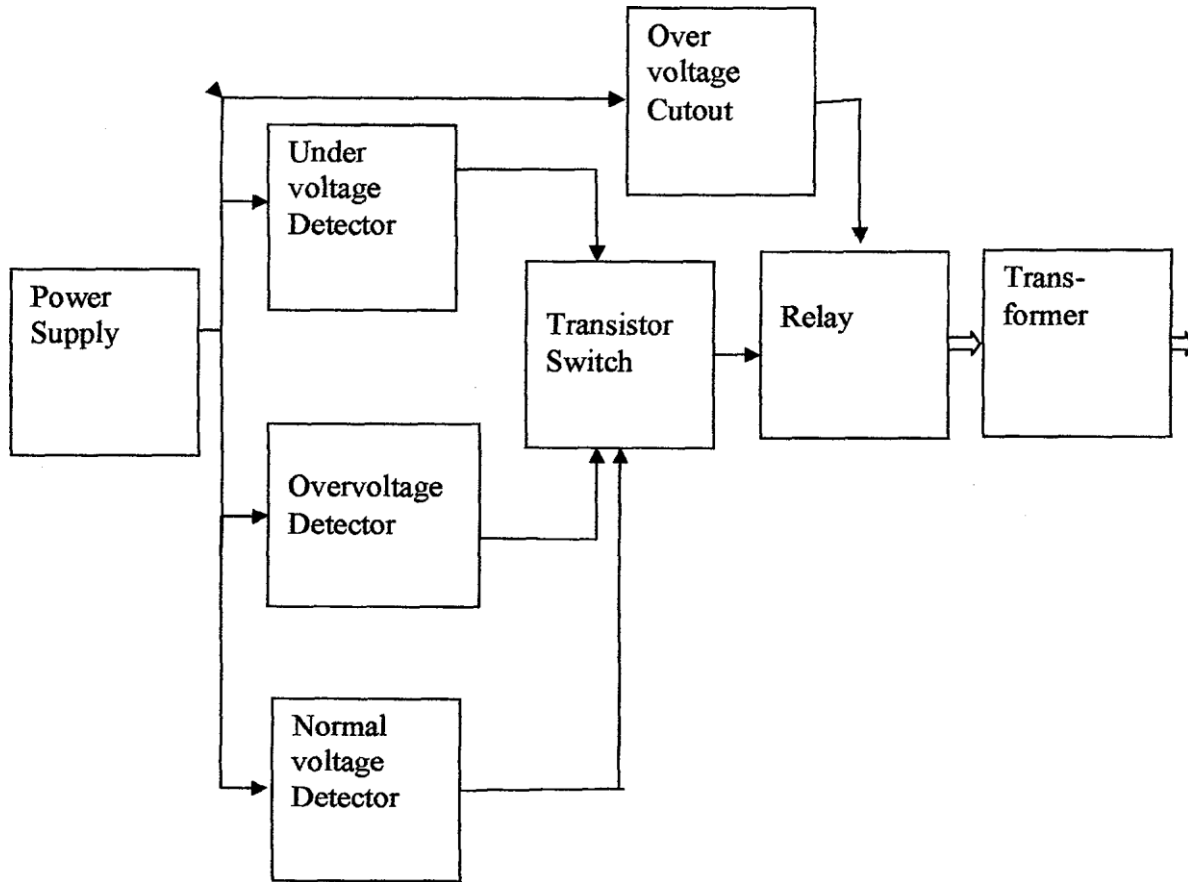 Over
voltage
Cutout
Under
voltage
Detector
Power
Supply
Transistor
Switch
Relay
Trans-
former
Overvoltage
Detector
Normal
voltage
Detector